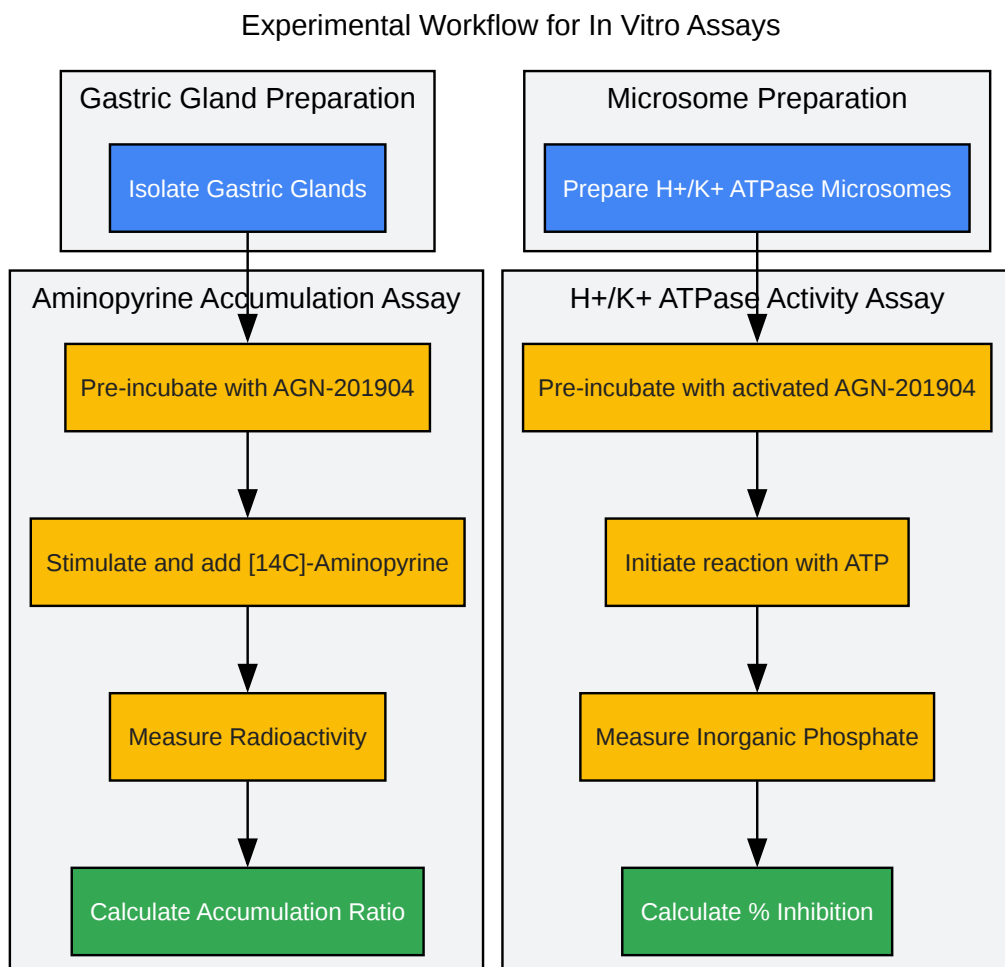 Experimental Workflow for In Vitro Assays
Gastric Gland Preparation
Isolate Gastric Glands
Aminopyrine Accumulation Assay
Pre-incubate with AGN-201904
Stimulate and add [14C]-Aminopyrine
Measure Radioactivity
Calculate Accumulation Ratio
Microsome Preparation
Prepare H+/K+ ATPase Microsomes
H+/K+ ATPase Activity Assay
Pre-incubate with activated AGN-201904
Initiate reaction with ATP
Measure Inorganic Phosphate
Calculate % Inhibition